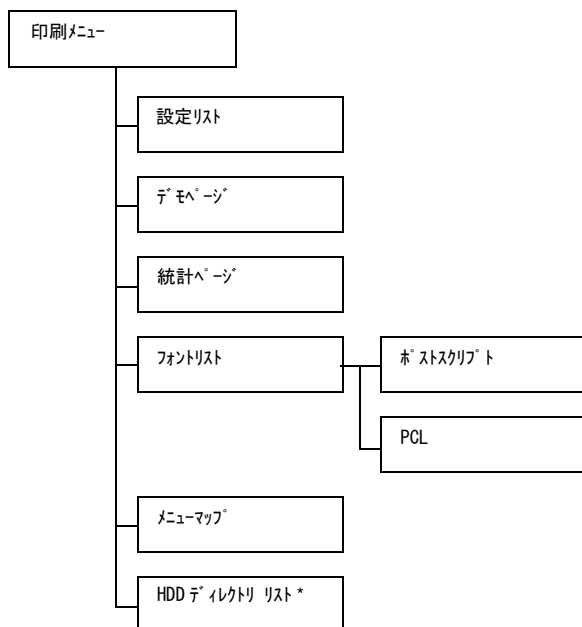 印刷ﾒﾆｭｰ
設定ﾘｽﾄ
ﾃﾞﾓﾍﾟｰｼﾞ
統計ﾍﾟｰｼﾞ
ﾌｫﾝﾄﾘｽﾄ
ﾎﾟｽﾄｽｸﾘﾌﾟﾄ
PCL
ﾒﾆｭｰﾏｯﾌﾟ
HDD ﾃﾞｨﾚｸﾄﾘ ﾘｽﾄ *